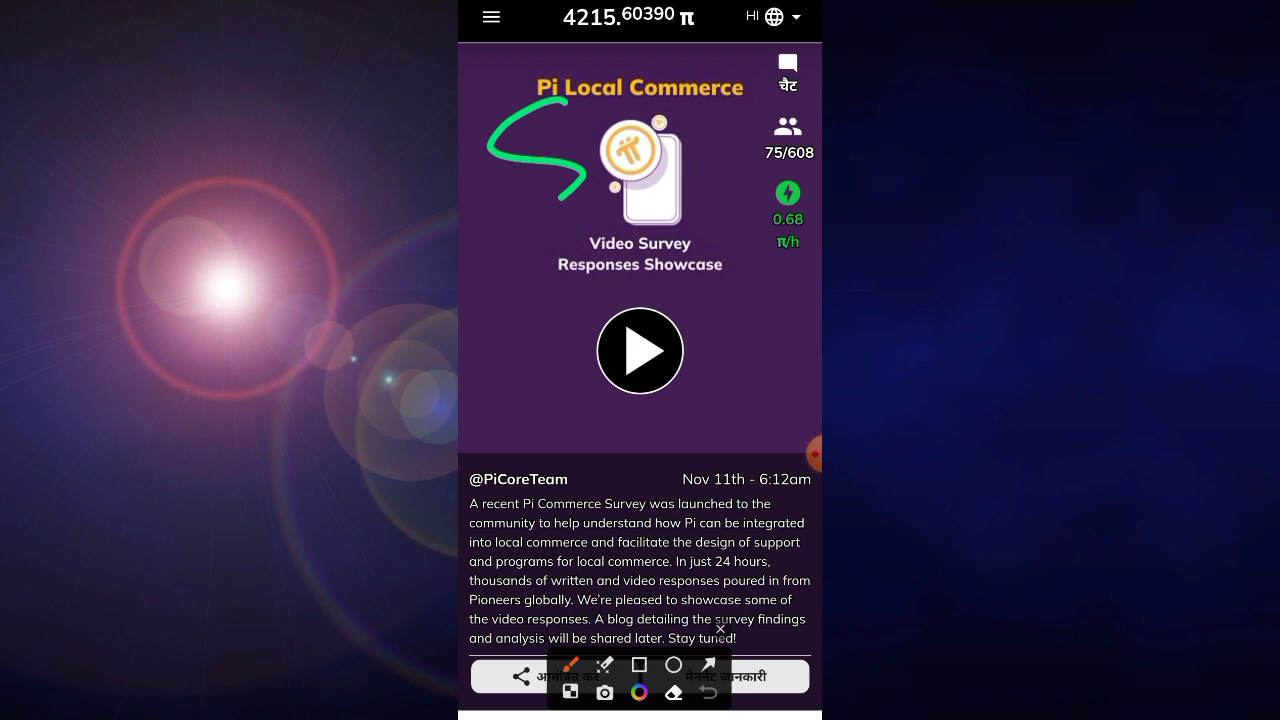 4215.60390 π
HI
Pi Local Commerce
चैट
75/608
0.68
π/h
Video Survey
Responses Showcase
@PiCoreTeam
Nov 11th - 6:12am
A recent Pi Commerce Survey was launched to the
community to help understand how Pi can be integrated
into local commerce and facilitate the design of support
and programs for local commerce. In just 24 hours,
thousands of written and video responses poured in from
Pioneers globally. We're pleased to showcase some of
the video responses. A blog detailing the survey findings
and analysis will be shared later. Stay tuned!
आमंत्रित करें
मेननेट जानकारी